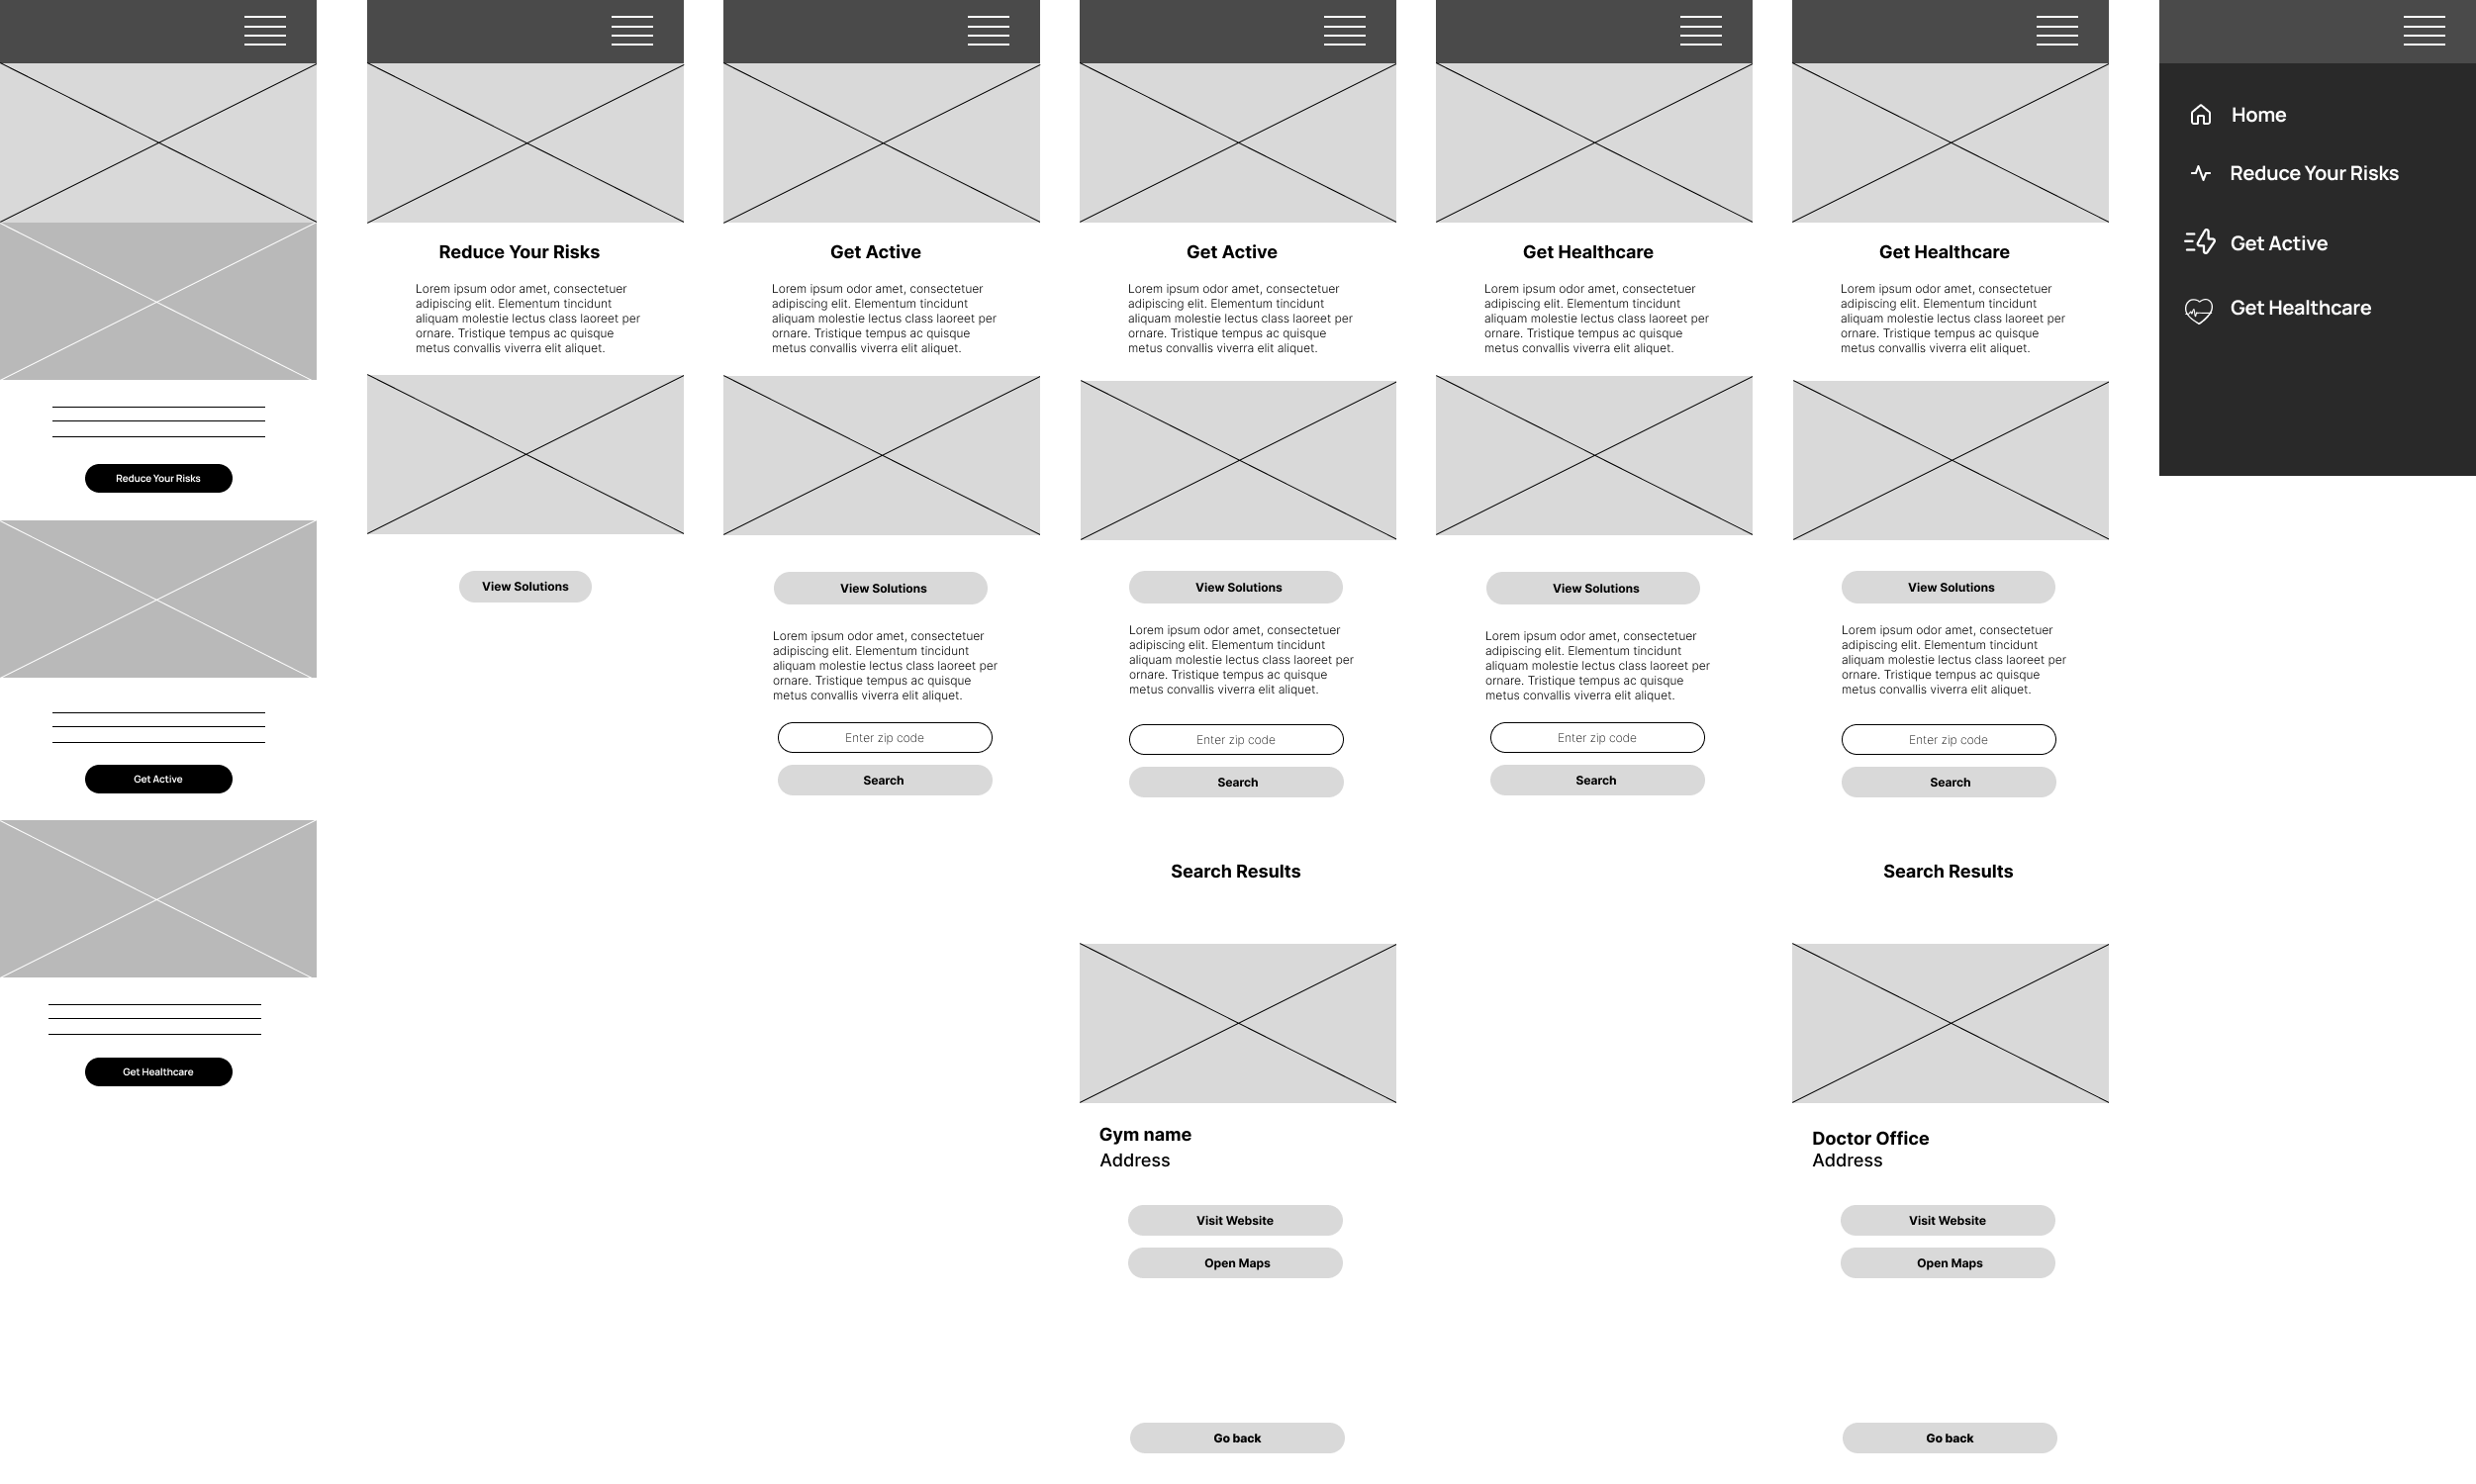 Reduce Your Risks
Get Active
Get Healthcare
Reduce Your Risks
Lorem ipsum odor amet, consectetuer
adipiscing elit. Elementum tincidunt
aliquam molestie lectus class laoreet per
ornare. Tristique tempus ac quisque
metus convallis viverra elit aliquet.
View Solutions
Get Active
Lorem ipsum odor amet, consectetuer
adipiscing elit. Elementum tincidunt
aliquam molestie lectus class laoreet per
ornare. Tristique tempus ac quisque
metus convallis viverra elit aliquet.
View Solutions
Lorem ipsum odor amet, consectetuer
adipiscing elit. Elementum tincidunt
aliquam molestie lectus class laoreet per
ornare. Tristique tempus ac quisque
metus convallis viverra elit aliquet.
Enter zip code
Search
Get Active
Lorem ipsum odor amet, consectetuer
adipiscing elit. Elementum tincidunt
aliquam molestie lectus class laoreet per
ornare. Tristique tempus ac quisque
metus convallis viverra elit aliquet.
View Solutions
Lorem ipsum odor amet, consectetuer
adipiscing elit. Elementum tincidunt
aliquam molestie lectus class laoreet per
ornare. Tristique tempus ac quisque
metus convallis viverra elit aliquet.
Enter zip code
Search
Search Results
Gym name
Address
Visit Website
Open Maps
Go back
Get Healthcare
Lorem ipsum odor amet, consectetuer
adipiscing elit. Elementum tincidunt
aliquam molestie lectus class laoreet per
ornare. Tristique tempus ac quisque
metus convallis viverra elit aliquet.
View Solutions
Lorem ipsum odor amet, consectetuer
adipiscing elit. Elementum tincidunt
aliquam molestie lectus class laoreet per
ornare. Tristique tempus ac quisque
metus convallis viverra elit aliquet.
Enter zip code
Search
Get Healthcare
Lorem ipsum odor amet, consectetuer
adipiscing elit. Elementum tincidunt
aliquam molestie lectus class laoreet per
ornare. Tristique tempus ac quisque
metus convallis viverra elit aliquet.
View Solutions
Lorem ipsum odor amet, consectetuer
adipiscing elit. Elementum tincidunt
aliquam molestie lectus class laoreet per
ornare. Tristique tempus ac quisque
metus convallis viverra elit aliquet.
Enter zip code
Search
Search Results
Doctor Office
Address
Visit Website
Open Maps
Go back
Home
Reduce Your Risks
Get Active
Get Healthcare